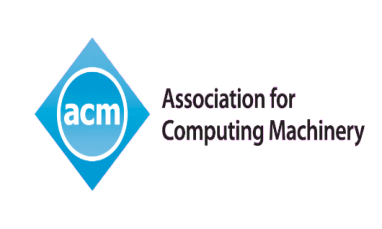 acm
Association for
Computing Machinery